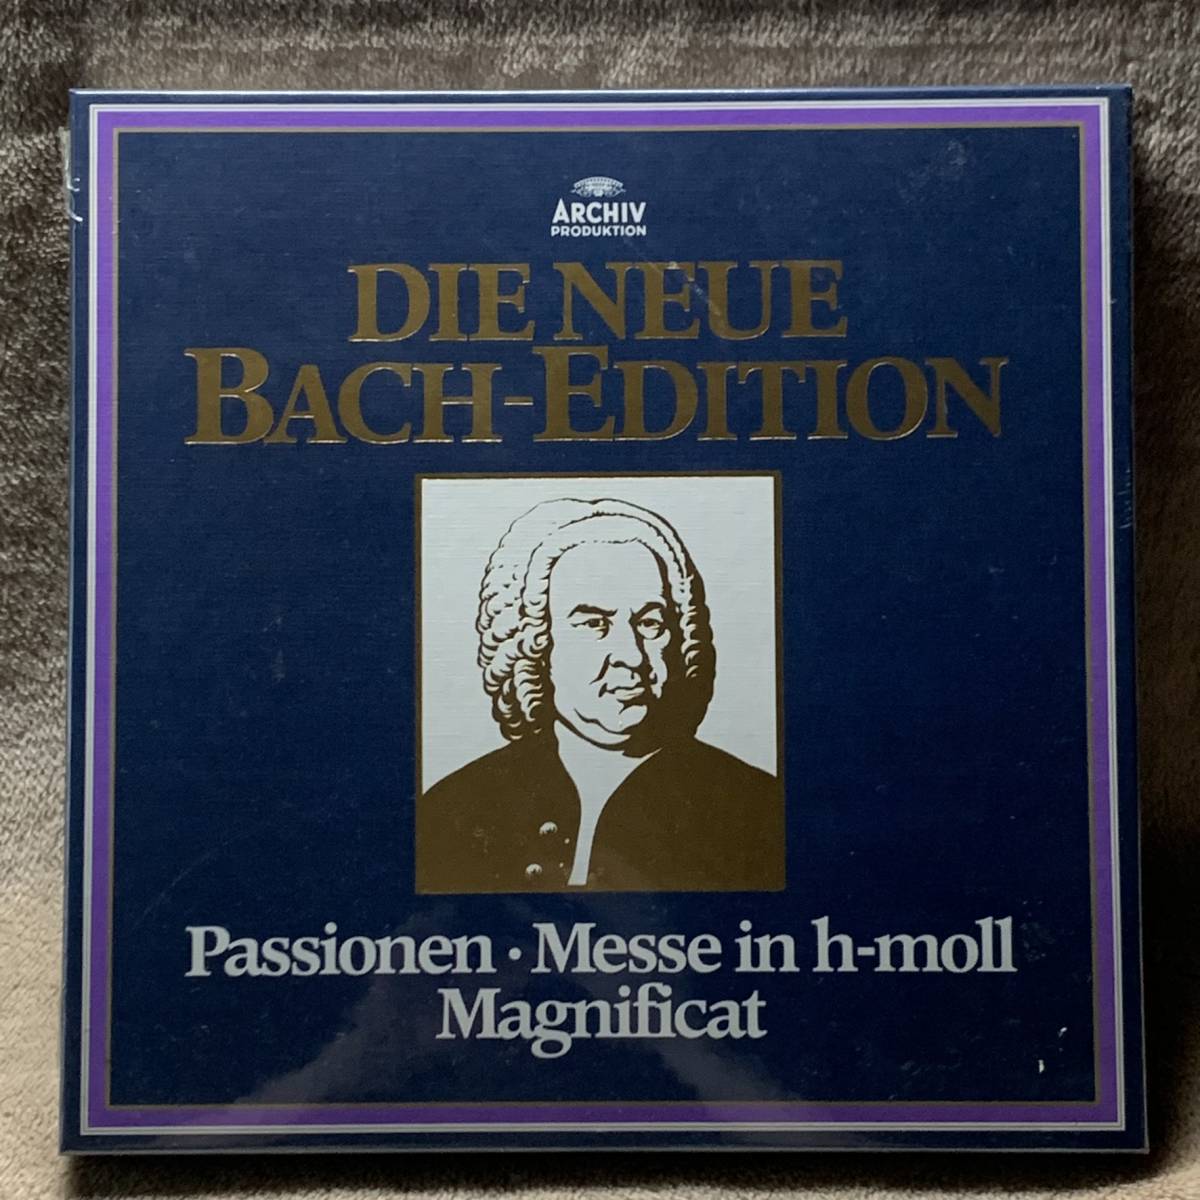 ARCHIV
PRODUKTION
DIE NEUE
BACH-EDITION
Passionen · Messe in h-moll
Magnificat